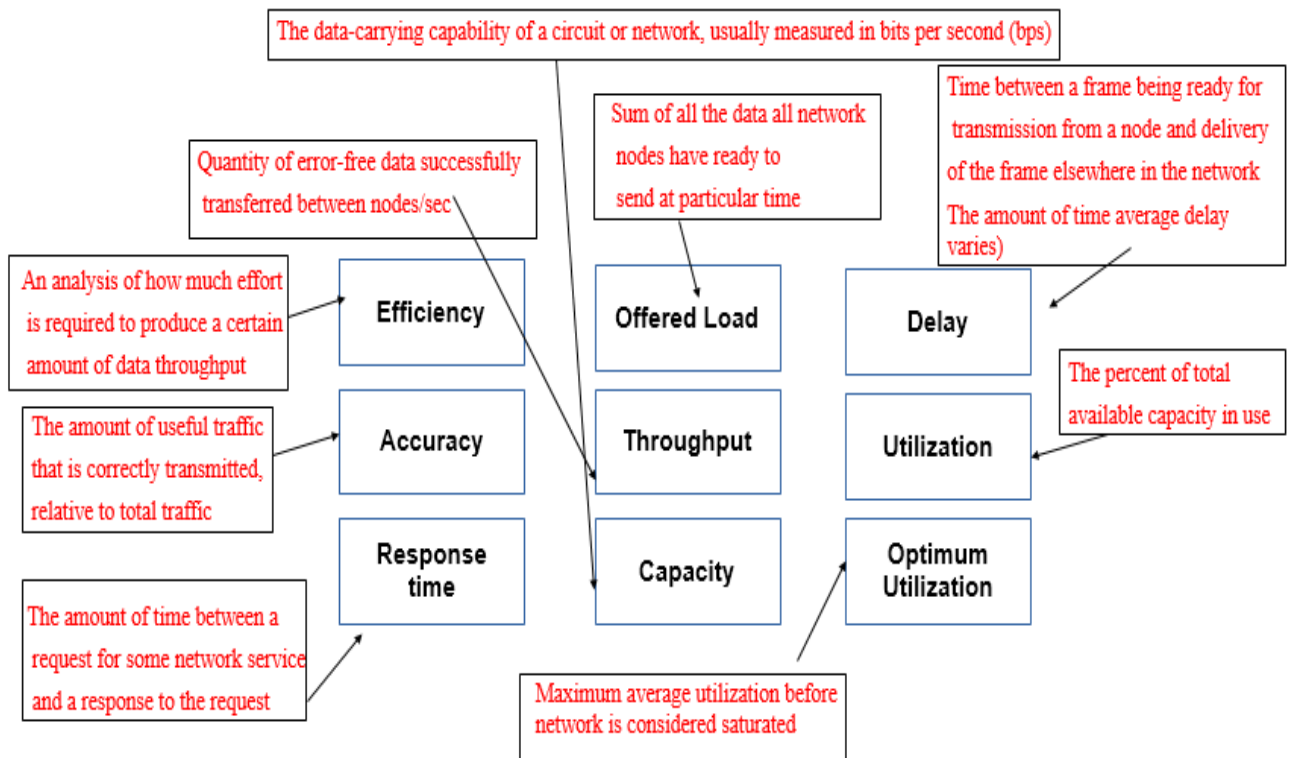 The data-carrying capability of a circuit or network, usually measured in bits per second (bps)
Time between a frame being ready for
transmission from a node and delivery
of the frame elsewhere in the network
The amount of time average delay
varies)
Sum of all the data all network
nodes have ready to
send at particular time
Quantity of error-free data successfully
transferred between nodes/sec
An analysis of how much effort
is required to produce a certain
amount of data throughput
Efficiency
Offered Load
Delay
The percent of total
available capacity in use
The amount of useful traffic
that is correctly transmitted,
relative to total traffic
Accuracy
Throughput
Utilization
Response
time
Capacity
Optimum
Utilization
The amount of time between a
request for some network service
and a response to the request
Maximum average utilization before
network is considered saturated